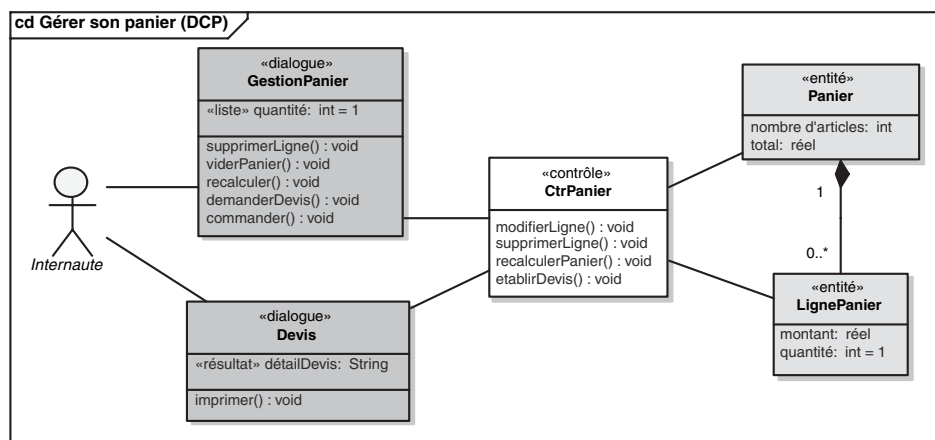 cd Gérer son panier (DCP)
«dialogue»
GestionPanier
«liste» quantité: int = 1
supprimerLigne() : void
viderPanier() : void
recalculer() : void
demanderDevis() : void
commander() : void
«entité»
Panier
nombre d'articles: int
total: réel
«contrôle»
CtrPanier
modifierLigne() : void
supprimerLigne() : void
recalculerPanier() : void
etablirDevis() : void
1
0..*
Internaute
«entité»
LignePanier
montant: réel
quantité: int = 1
«dialogue»
Devis
«résultat» détailDevis: String
imprimer() : void